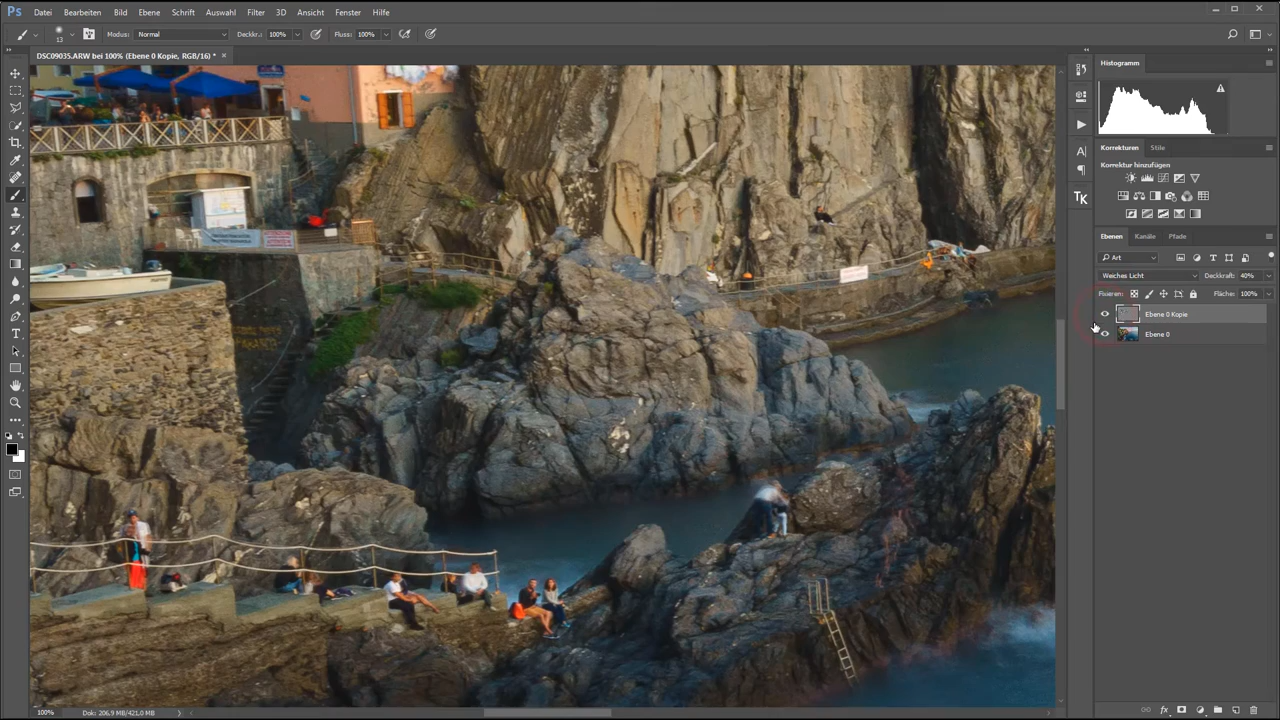 Ps Datei Bearbeiten Bild Ebene Schrift Auswahl Filter 3D Ansicht Fenster Hilfe
13 Modus: Normal Deckkr.: 100% Fluss: 100%
DSC09035.ARW bei 100% (Ebene 0 Kopie, RGB/16) * ×
Histogramm
Korrekturen Stile
Korrektur hinzufügen
Ebenen Kanäle Pfade
Art
Weiches Licht Deckkraft: 40%
Fixieren: Fläche: 100%
Ebene 0 Kopie
Ebene 0
A
TK
T
100% Dok: 206.9 MB/421.0 MB